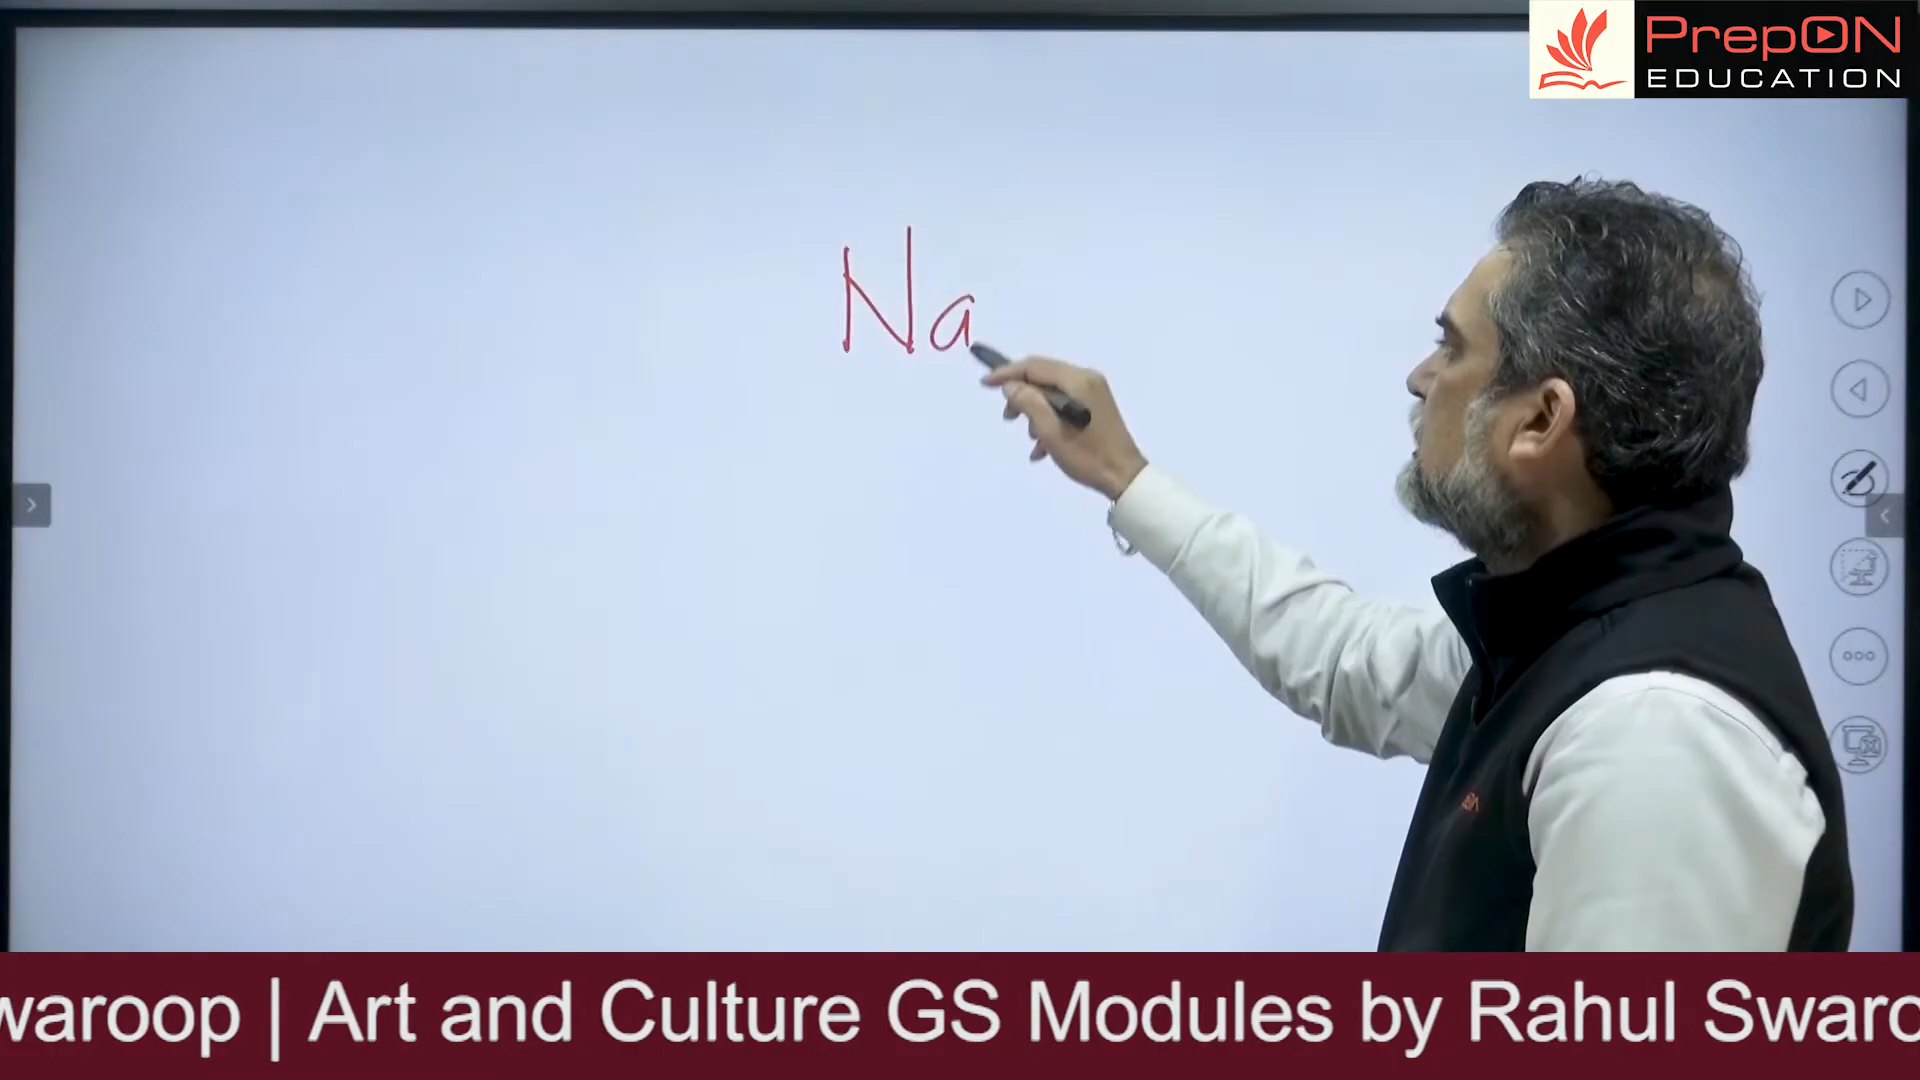 PrepON
EDUCATION
Na
waroop | Art and Culture GS Modules by Rahul Swaro